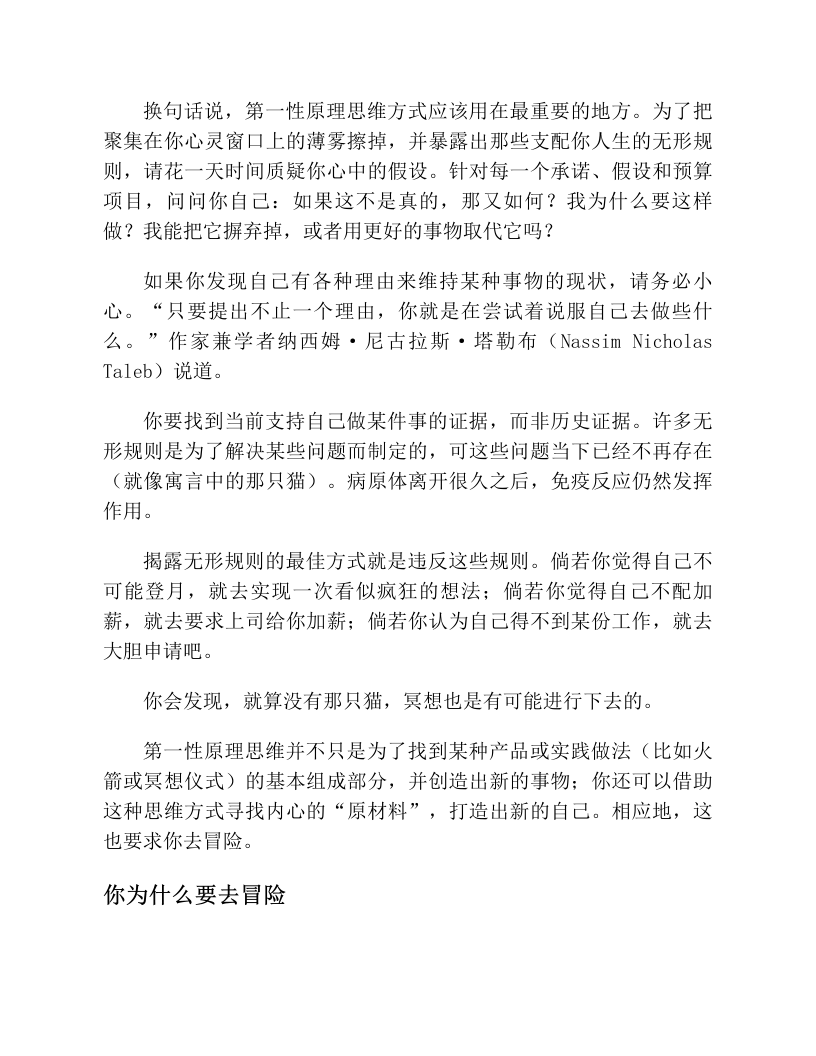 换句话说，第一性原理思维方式应该用在最重要的地方。为了把
聚集在你心灵窗口上的薄雾擦掉，并暴露出那些支配你人生的无形规
则，请花一天时间质疑你心中的假设。针对每一个承诺、假设和预算
项目，问问你自己：如果这不是真的，那又如何？我为什么要这样
做？我能把它摒弃掉，或者用更好的事物取代它吗？
如果你发现自己有各种理由来维持某种事物的现状，请务必小
心。“只要提出不止一个理由，你就是在尝试着说服自己去做些什
么。”作家兼学者纳西姆·尼古拉斯·塔勒布（Nassim Nicholas
Taleb）说道。
你要找到当前支持自己做某件事的证据，而非历史证据。许多无
形规则是为了解决某些问题而制定的，可这些问题当下已经不再存在
（就像寓言中的那只猫）。病原体离开很久之后，免疫反应仍然发挥
作用。
揭露无形规则的最佳方式就是违反这些规则。倘若你觉得自己不
可能登月，就去实现一次看似疯狂的想法；倘若你觉得自己不配加
薪，就去要求上司给你加薪；倘若你认为自己得不到某份工作，就去
大胆申请吧。
你会发现，就算没有那只猫，冥想也是有可能进行下去的。
第一性原理思维并不只是为了找到某种产品或实践做法（比如火
箭或冥想仪式）的基本组成部分，并创造出新的事物；你还可以借助
这种思维方式寻找内心的“原材料”，打造出新的自己。相应地，这
也要求你去冒险。
你为什么要去冒险